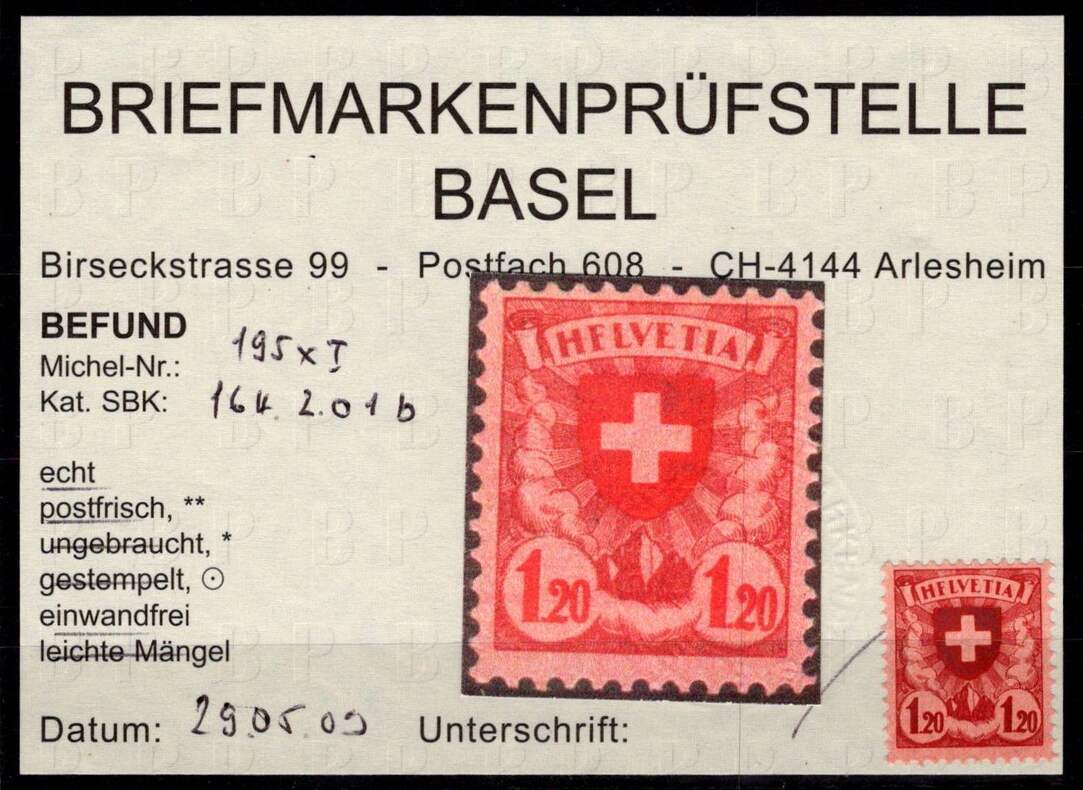 BRIEFMARKENPRÜFSTELLE
BASEL
Birseckstrasse 99 - Postfach 608 - CH-4144 Arlesheim
BEFUND
Michel-Nr.: 195 x I
Kat. SBK: 164. 2.01 b
echt
postfrisch, **
ungebraucht, *
gestempelt, ⊙
einwandfrei
leichte Mängel
Datum: 29.05.09
Unterschrift:
HELVETIA
1.20 1.20
HELVETIA
1.20 1.20